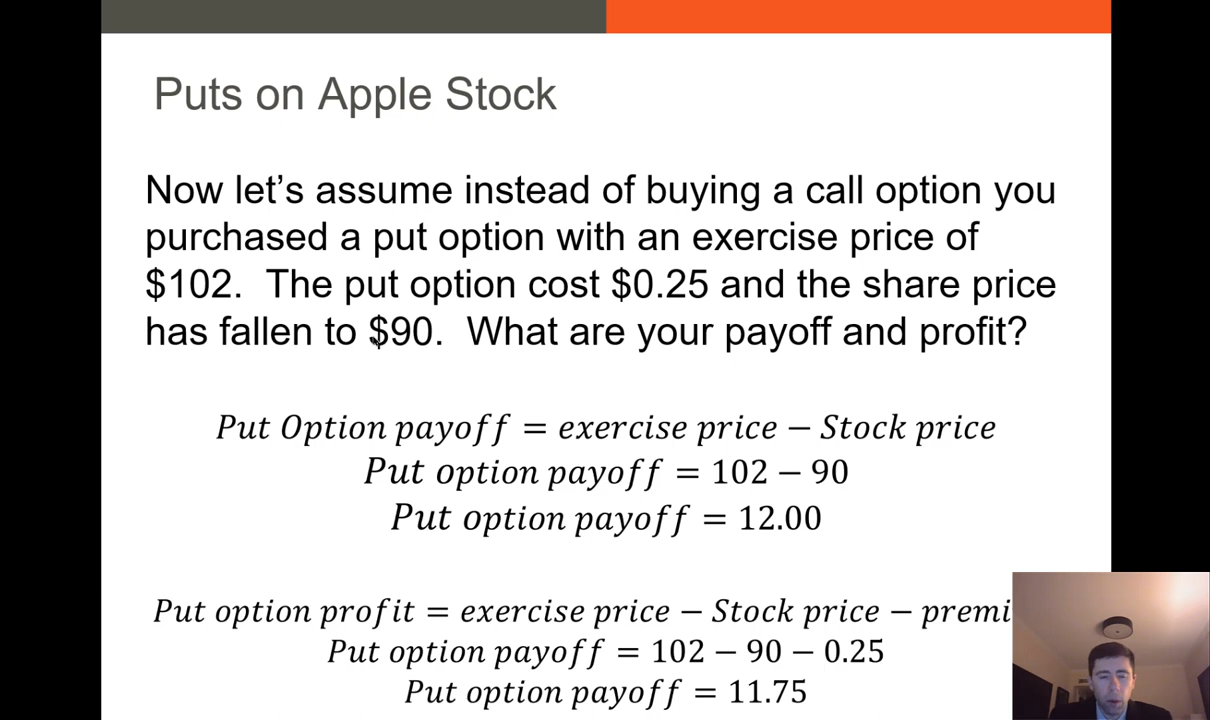 Puts on Apple Stock
Now let’s assume instead of buying a call option you
purchased a put option with an exercise price of
$102. The put option cost $0.25 and the share price
has fallen to $90. What are your payoff and profit?
Put Option payoff = exercise price − Stock price
Put option payoff = 102 − 90
Put option payoff = 12.00
Put option profit = exercise price − Stock price − premi
Put option payoff = 102 − 90 − 0.25
Put option payoff = 11.75